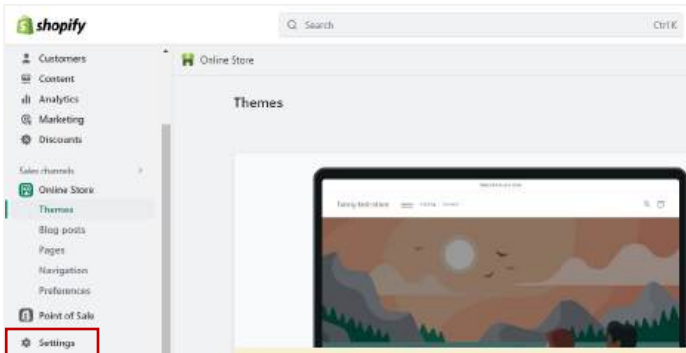 shopify
Search
Ctrl K
Customers
Content
Analytics
Marketing
Discounts
Sales channels
Online Store
Themes
Blog posts
Pages
Navigation
Preferences
Point of Sale
Settings
Online Store
Themes